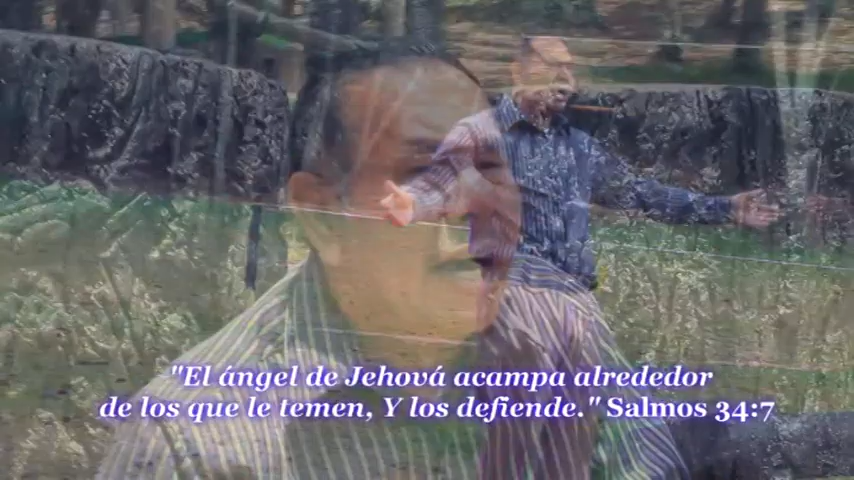 "El ángel de Jehová acampa alrededor
de los que le temen, Y los defiende." Salmos 34:7